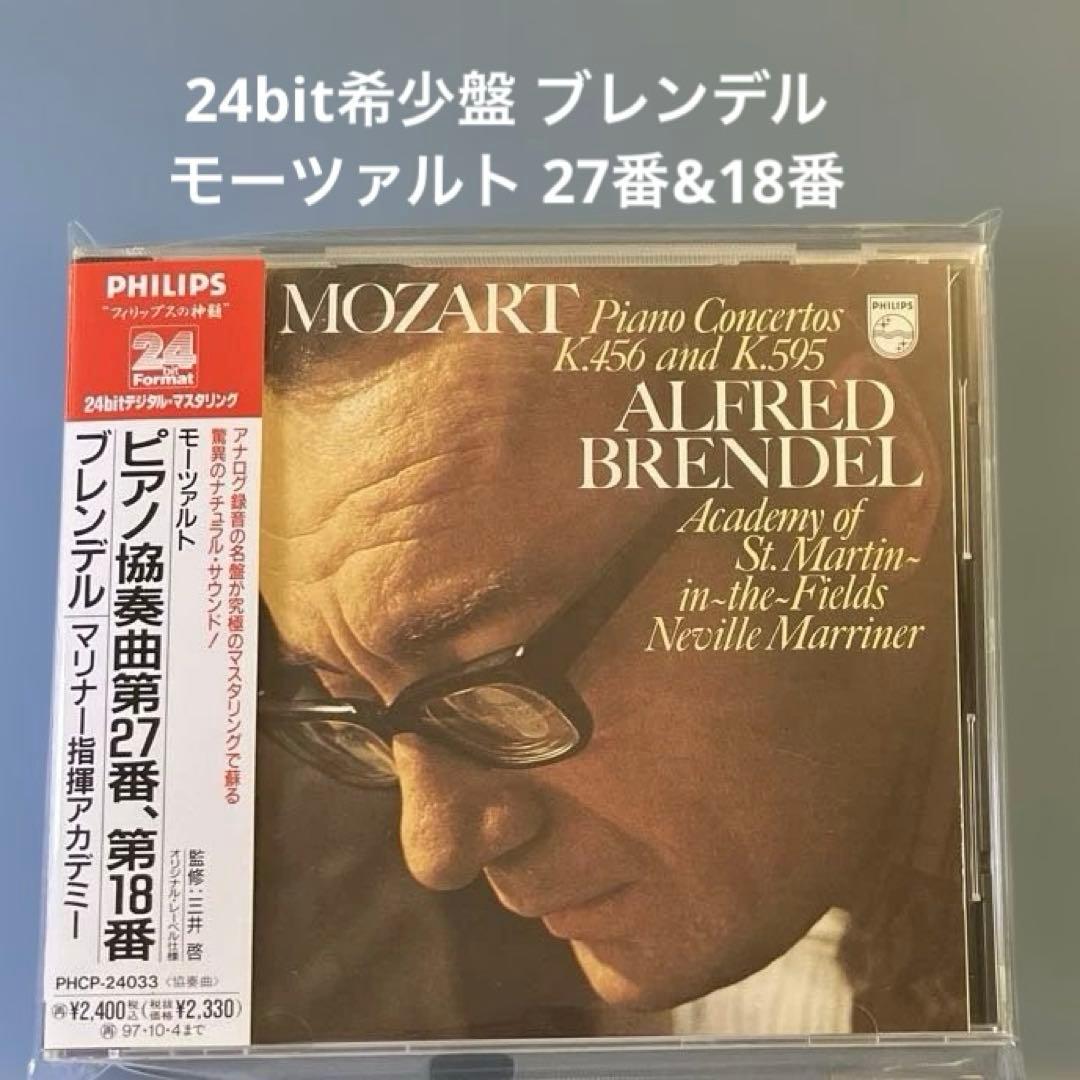 24bit希少盤 ブレンデル
モーツァルト 27番&18番
PHILIPS
"フィリップスの神髄"
24
bit
Format
24bitデジタル・マスタリング
アナログ録音の名盤が究極のマスタリングで蘇る
驚異のナチュラル・サウンド!
モーツァルト
ピアノ協奏曲第27番、第18番
ブレンデル
マリナー指揮アカデミー
監修:三井 啓
オリジナル・レーベル仕様
PHCP-24033〈協奏曲〉
再¥2,400税込(税抜価格¥2,330)
再97・10・4まで
MOZART Piano Concertos
K.456 and K.595
PHILIPS
ALFRED
BRENDEL
Academy of
St. Martin~
in~the~Fields
Neville Marriner